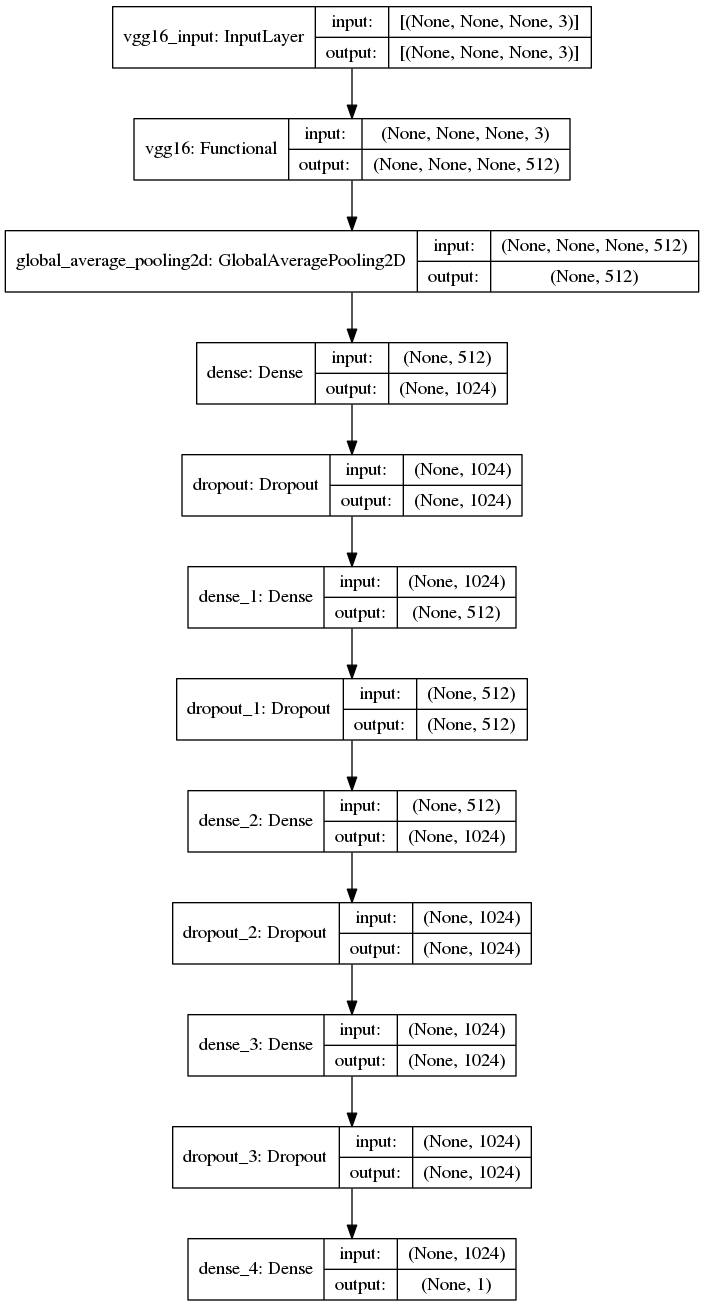 vgg16_input: InputLayer
input: [(None, None, None, 3)]
output: [(None, None, None, 3)]
vgg16: Functional
input: (None, None, None, 3)
output: (None, None, None, 512)
global_average_pooling2d: GlobalAveragePooling2D
input: (None, None, None, 512)
output: (None, 512)
dense: Dense
input: (None, 512)
output: (None, 1024)
dropout: Dropout
input: (None, 1024)
output: (None, 1024)
dense_1: Dense
input: (None, 1024)
output: (None, 512)
dropout_1: Dropout
input: (None, 512)
output: (None, 512)
dense_2: Dense
input: (None, 512)
output: (None, 1024)
dropout_2: Dropout
input: (None, 1024)
output: (None, 1024)
dense_3: Dense
input: (None, 1024)
output: (None, 1024)
dropout_3: Dropout
input: (None, 1024)
output: (None, 1024)
dense_4: Dense
input: (None, 1024)
output: (None, 1)